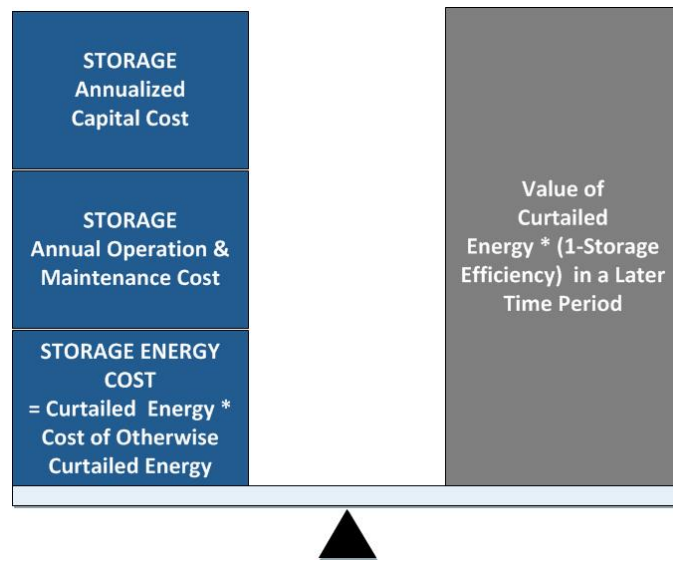 STORAGE
Annualized
Capital Cost
STORAGE
Annual Operation &
Maintenance Cost
STORAGE ENERGY
COST
= Curtailed Energy *
Cost of Otherwise
Curtailed Energy
Value of
Curtailed
Energy * (1-Storage
Efficiency) in a Later
Time Period